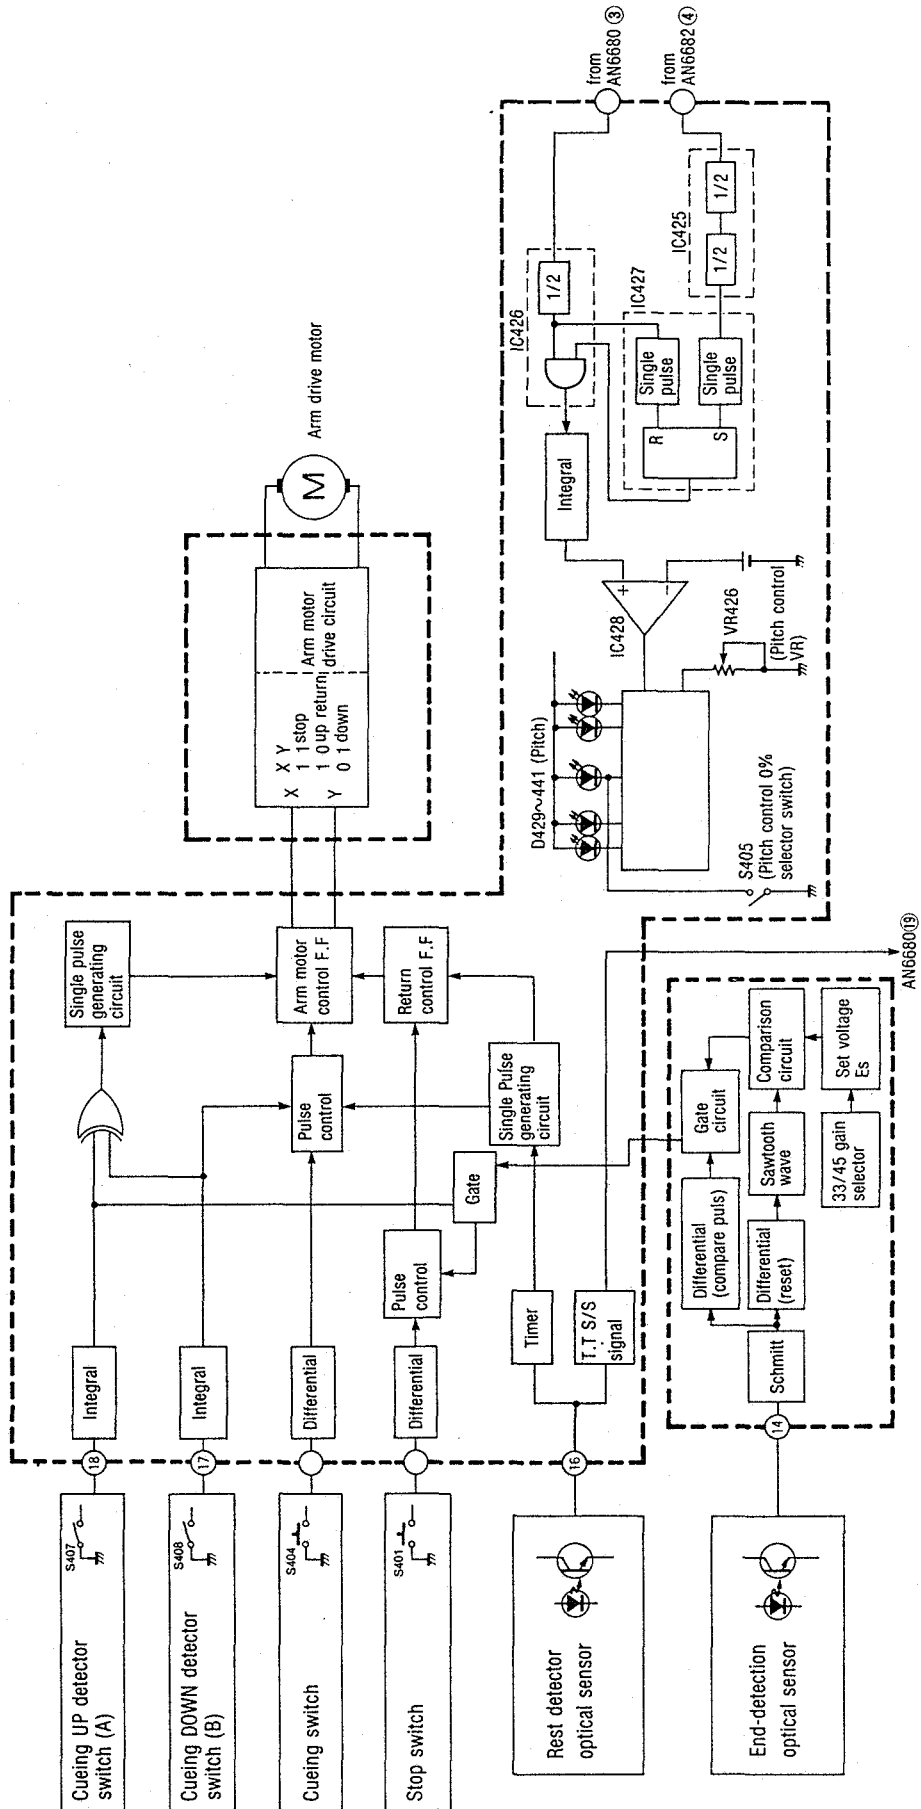 Cueing UP detector
switch (A)
S407
18
Integral
Cueing DOWN detector
switch (B)
S408
17
Integral
Cueing switch
S404
Differential
Stop switch
S401
Differential
Rest detector
optical sensor
16
Timer
T.T S/S
signal
End-detection
optical sensor
14
Schmitt
Differential
(compare puls)
Differential
(reset)
Gate
circuit
Sawtooth
wave
Comparison
circuit
33/45 gain
selector
Set voltage
Es
AN6680 19
Pulse
control
Gate
Pulse
control
Single Pulse
generating
circuit
Single pulse
generating
circuit
Arm motor
control F.F
Return
control F.F
X
Y
X Y
1 1 stop
1 0 up return
0 1 down
Arm motor
drive circuit
M
Arm drive motor
D429~441 (Pitch)
S405
(Pitch control 0%
selector switch)
IC428
+
−
VR426
(Pitch control
VR)
Integral
IC426
1/2
IC427
Single
pulse
Single
pulse
R
S
IC425
1/2
1/2
from
AN6680 3
from
AN6682 4